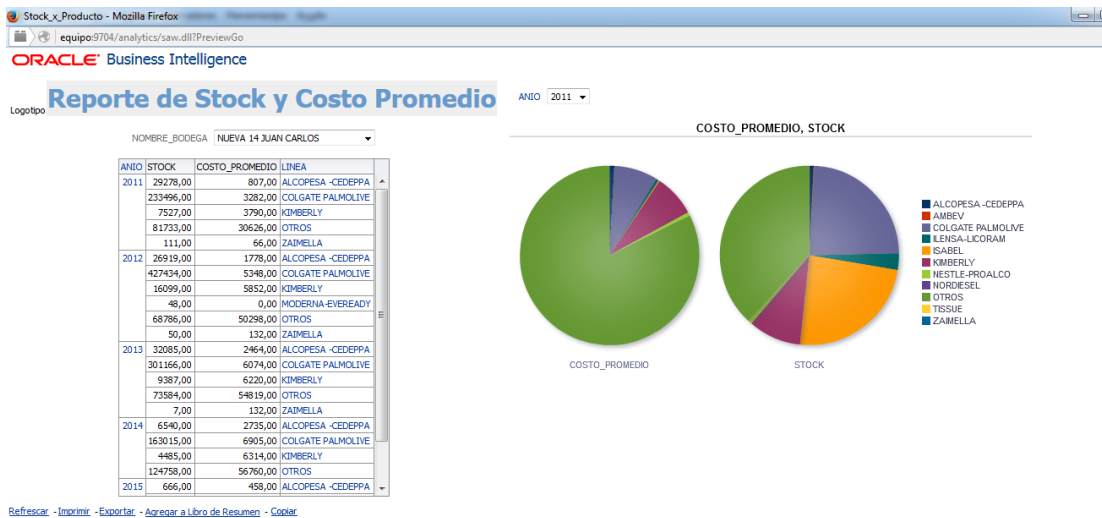 Stock_x_Producto - Mozilla Firefox
equipo:9704/analytics/saw.dll?PreviewGo
ORACLE Business Intelligence
Logotipo Reporte de Stock y Costo Promedio
ANIO 2011
NOMBRE_BODEGA NUEVA 14 JUAN CARLOS
ANIO STOCK COSTO_PROMEDIO LINEA
2011 29278,00 807,00 ALCOPESA -CEDEPPA
233496,00 3282,00 COLGATE PALMOLIVE
7527,00 3790,00 KIMBERLY
81733,00 30626,00 OTROS
111,00 66,00 ZAIMELLA
2012 26919,00 1778,00 ALCOPESA -CEDEPPA
427434,00 5348,00 COLGATE PALMOLIVE
16099,00 5852,00 KIMBERLY
48,00 0,00 MODERNA-EVEREADY
68786,00 50298,00 OTROS
50,00 132,00 ZAIMELLA
2013 32085,00 2464,00 ALCOPESA -CEDEPPA
301166,00 6074,00 COLGATE PALMOLIVE
9387,00 6220,00 KIMBERLY
73584,00 54819,00 OTROS
7,00 132,00 ZAIMELLA
2014 6540,00 2735,00 ALCOPESA -CEDEPPA
163015,00 6905,00 COLGATE PALMOLIVE
4485,00 6314,00 KIMBERLY
124758,00 56760,00 OTROS
2015 666,00 458,00 ALCOPESA -CEDEPPA
COSTO_PROMEDIO, STOCK
COSTO_PROMEDIO
STOCK
ALCOPESA -CEDEPPA
AMBEV
COLGATE PALMOLIVE
ILENSA-LICORAM
ISABEL
KIMBERLY
NESTLE-PROALCO
NORDIESEL
OTROS
TISSUE
ZAIMELLA
Refrescar - Imprimir - Exportar - Agregar a Libro de Resumen - Copiar